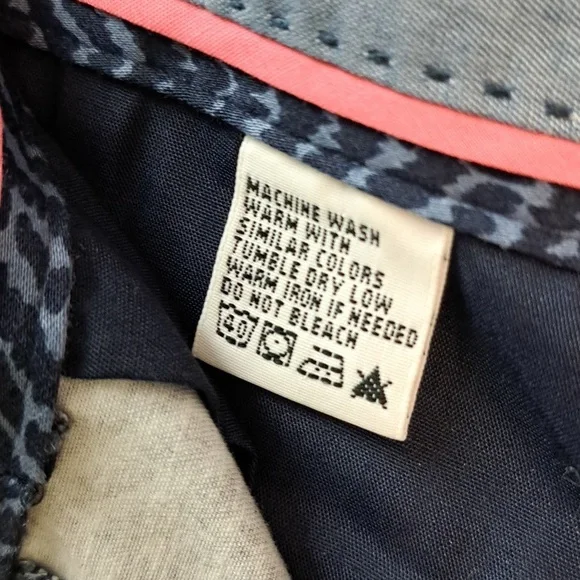 MACHINE WASH
WARM WITH
SIMILAR COLORS
TUMBLE DRY LOW
WARM IRON IF NEEDED
DO NOT BLEACH
40